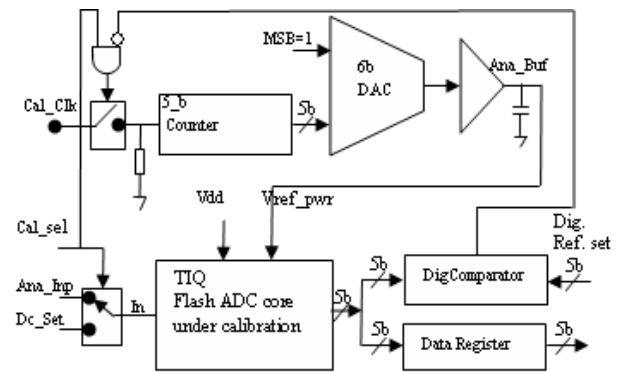 MSB=1
6b
DAC
Ana_Buf
Cal_Clk
5_b
Counter
5b
Vdd
Vref_pwr
Cal_sel
Dig.
Ref. set
TIQ
Flash ADC core
under calibration
5b
5b
DigComparator
5b
Ana_Inp
In
Dc_Set
5b
Data Register
5b